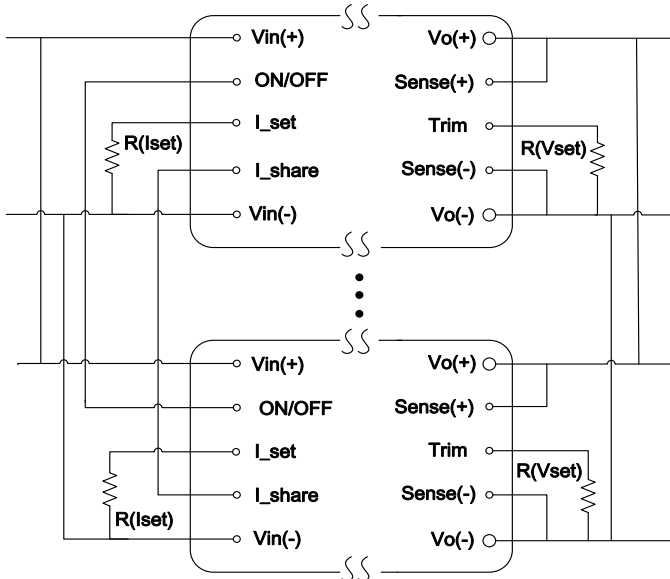 Vin(+)
Vo(+)
ON/OFF
Sense(+)
I_set
Trim
R(Iset)
R(Vset)
I_share
Sense(-)
Vin(-)
Vo(-)
Vin(+)
Vo(+)
ON/OFF
Sense(+)
I_set
Trim
R(Vset)
I_share
Sense(-)
R(Iset)
Vin(-)
Vo(-)